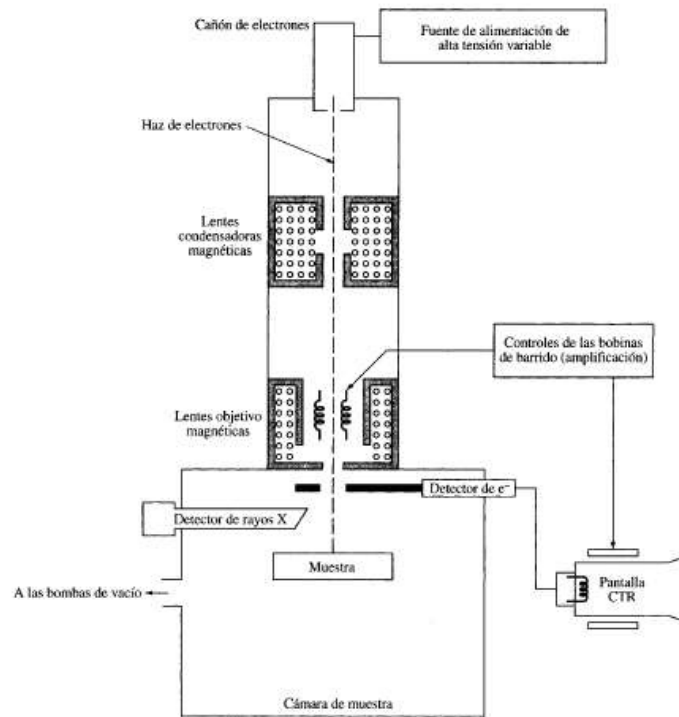 Cañón de electrones
Fuente de alimentación de
alta tensión variable
Haz de electrones
Lentes
condensadoras
magnéticas
Controles de las bobinas
de barrido (amplificación)
Lentes objetivo
magnéticas
Detector de e⁻
Detector de rayos X
Muestra
A las bombas de vacío
Pantalla
CTR
Cámara de muestra